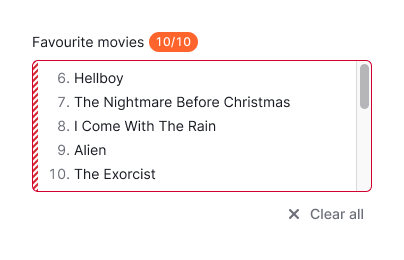 Favourite movies 10/10
6. Hellboy
7. The Nightmare Before Christmas
8. I Come With The Rain
9. Alien
10. The Exorcist
Clear all